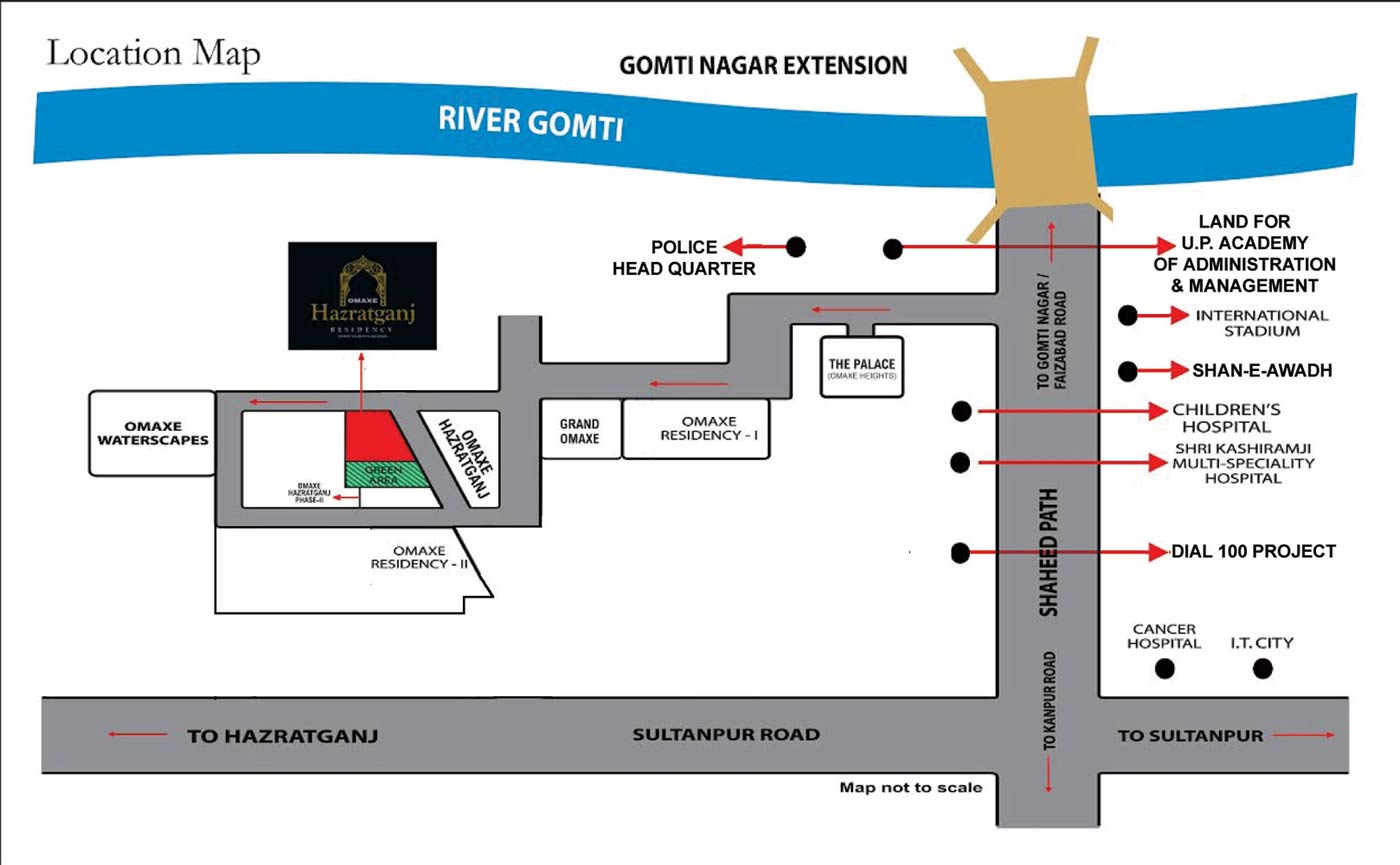 Location Map
GOMTI NAGAR EXTENSION
RIVER GOMTI
POLICE
HEAD QUARTER
LAND FOR
U.P. ACADEMY
OF ADMINISTRATION
& MANAGEMENT
OMAXE
Hazratganj
RESIDENCY
INTERNATIONAL
STADIUM
SHAN-E-AWADH
TO GOMTI NAGAR /
FAIZABAD ROAD
THE PALACE
(OMAXE HEIGHTS)
CHILDREN'S
HOSPITAL
SHRI KASHIRAMJI
MULTI-SPECIALITY
HOSPITAL
OMAXE
WATERSCAPES
OMAXE
HAZRATGANJ
GRAND
OMAXE
OMAXE
RESIDENCY - I
GREEN
AREA
OMAXE
HAZRATGANJ
PHASE-II
OMAXE
RESIDENCY - II
SHAHEED PATH
DIAL 100 PROJECT
CANCER
HOSPITAL
I.T. CITY
TO KANPUR ROAD
TO HAZRATGANJ
SULTANPUR ROAD
TO SULTANPUR
Map not to scale